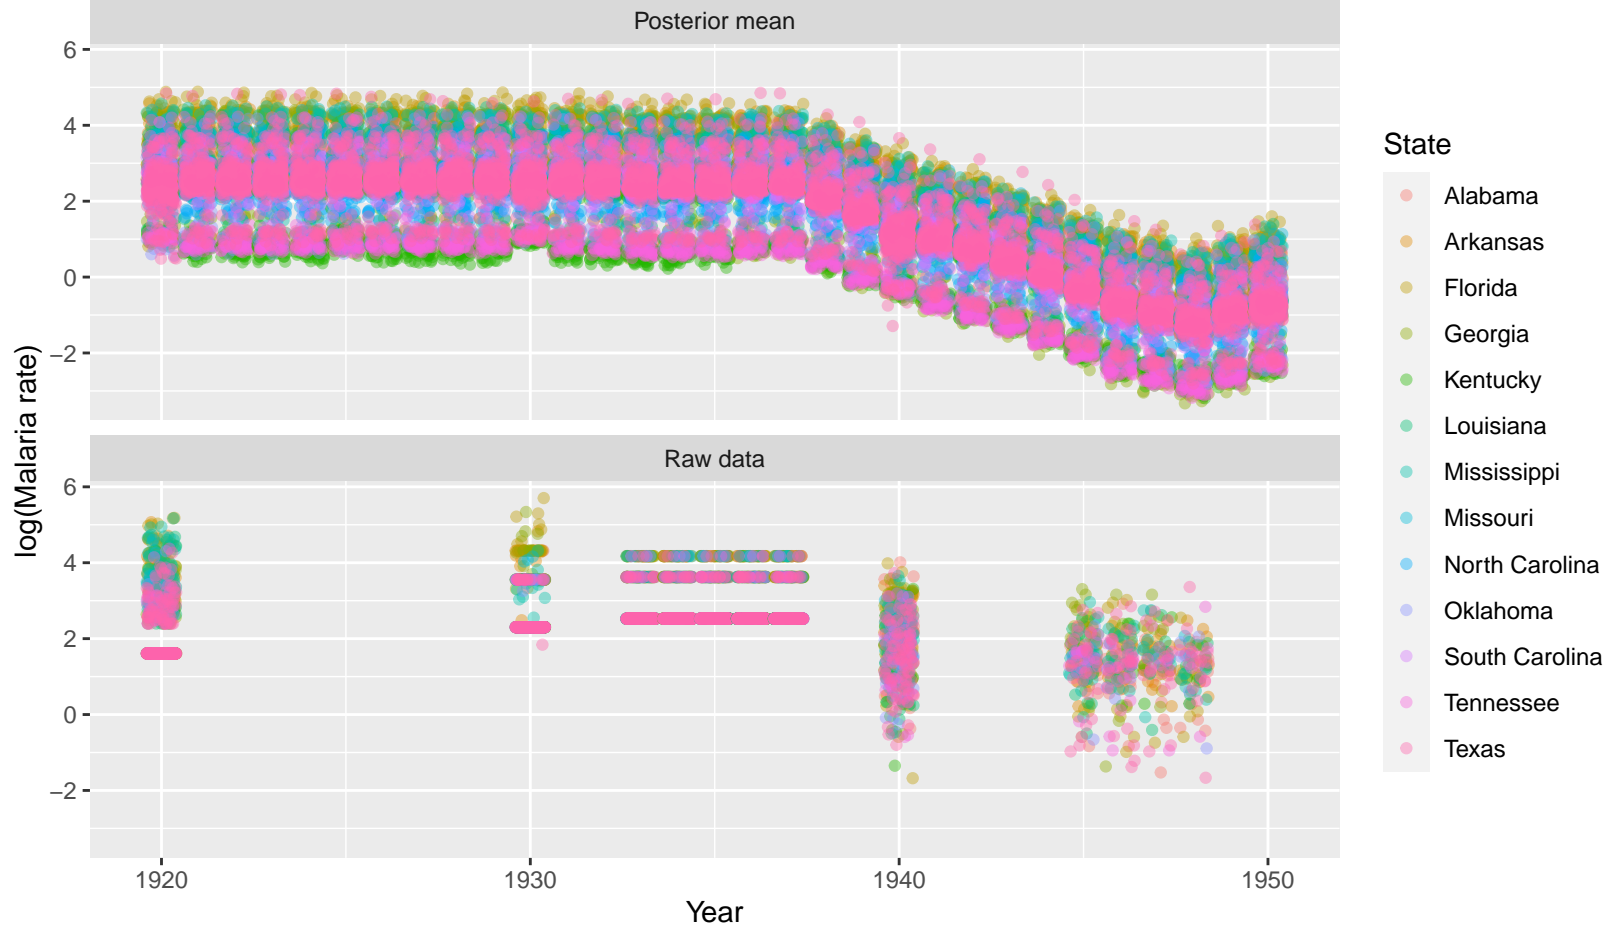 Posterior mean
6
4
2
0
−2
Raw data
6
4
2
0
−2
log(Malaria rate)
1920 1930 1940 1950
Year
State
Alabama
Arkansas
Florida
Georgia
Kentucky
Louisiana
Mississippi
Missouri
North Carolina
Oklahoma
South Carolina
Tennessee
Texas